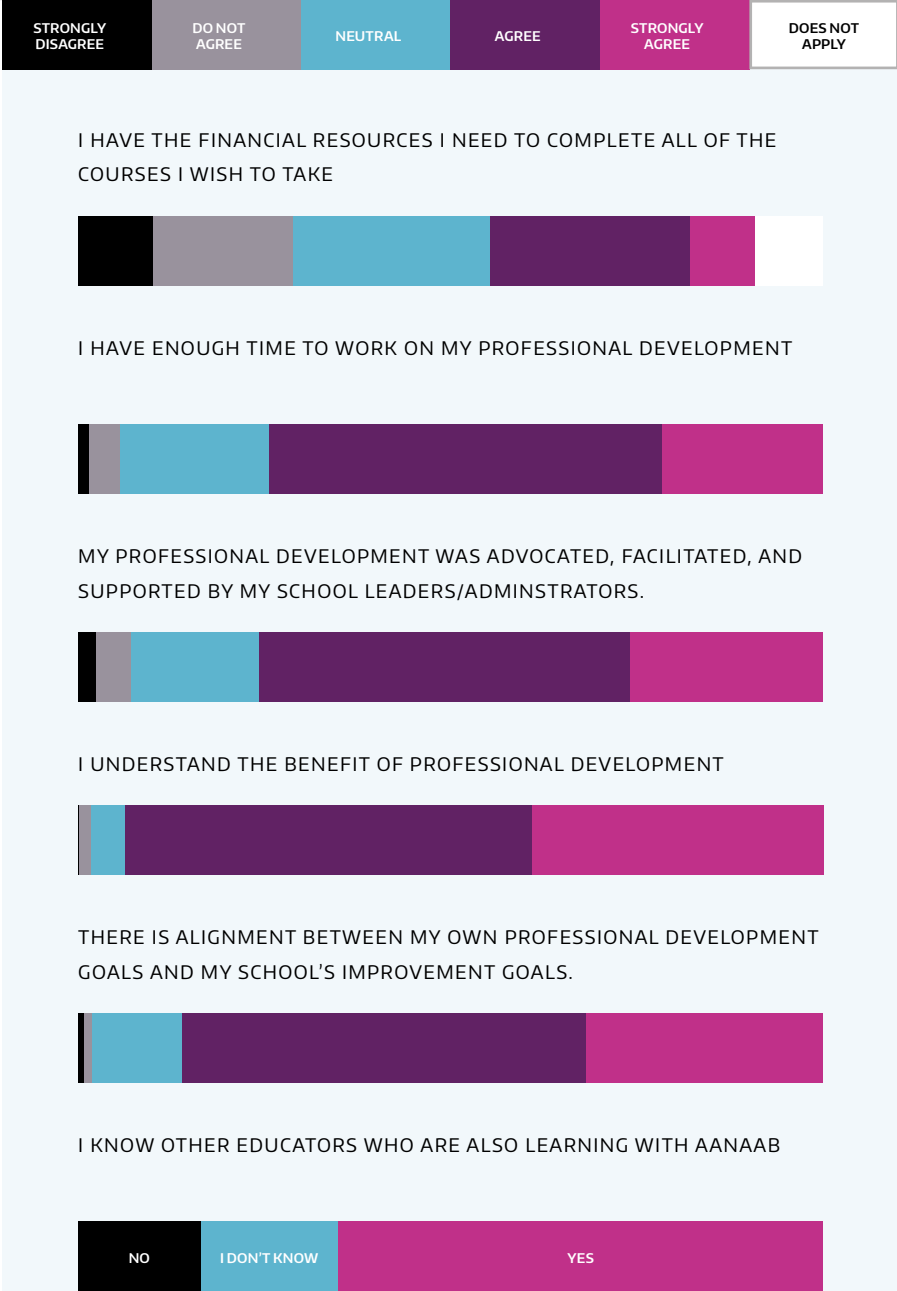 STRONGLY
DISAGREE
DO NOT
AGREE
NEUTRAL
AGREE
STRONGLY
AGREE
DOES NOT
APPLY
I HAVE THE FINANCIAL RESOURCES I NEED TO COMPLETE ALL OF THE
COURSES I WISH TO TAKE
I HAVE ENOUGH TIME TO WORK ON MY PROFESSIONAL DEVELOPMENT
MY PROFESSIONAL DEVELOPMENT WAS ADVOCATED, FACILITATED, AND
SUPPORTED BY MY SCHOOL LEADERS/ADMINSTRATORS.
I UNDERSTAND THE BENEFIT OF PROFESSIONAL DEVELOPMENT
THERE IS ALIGNMENT BETWEEN MY OWN PROFESSIONAL DEVELOPMENT
GOALS AND MY SCHOOL’S IMPROVEMENT GOALS.
I KNOW OTHER EDUCATORS WHO ARE ALSO LEARNING WITH AANAAB
NO
I DON’T KNOW
YES